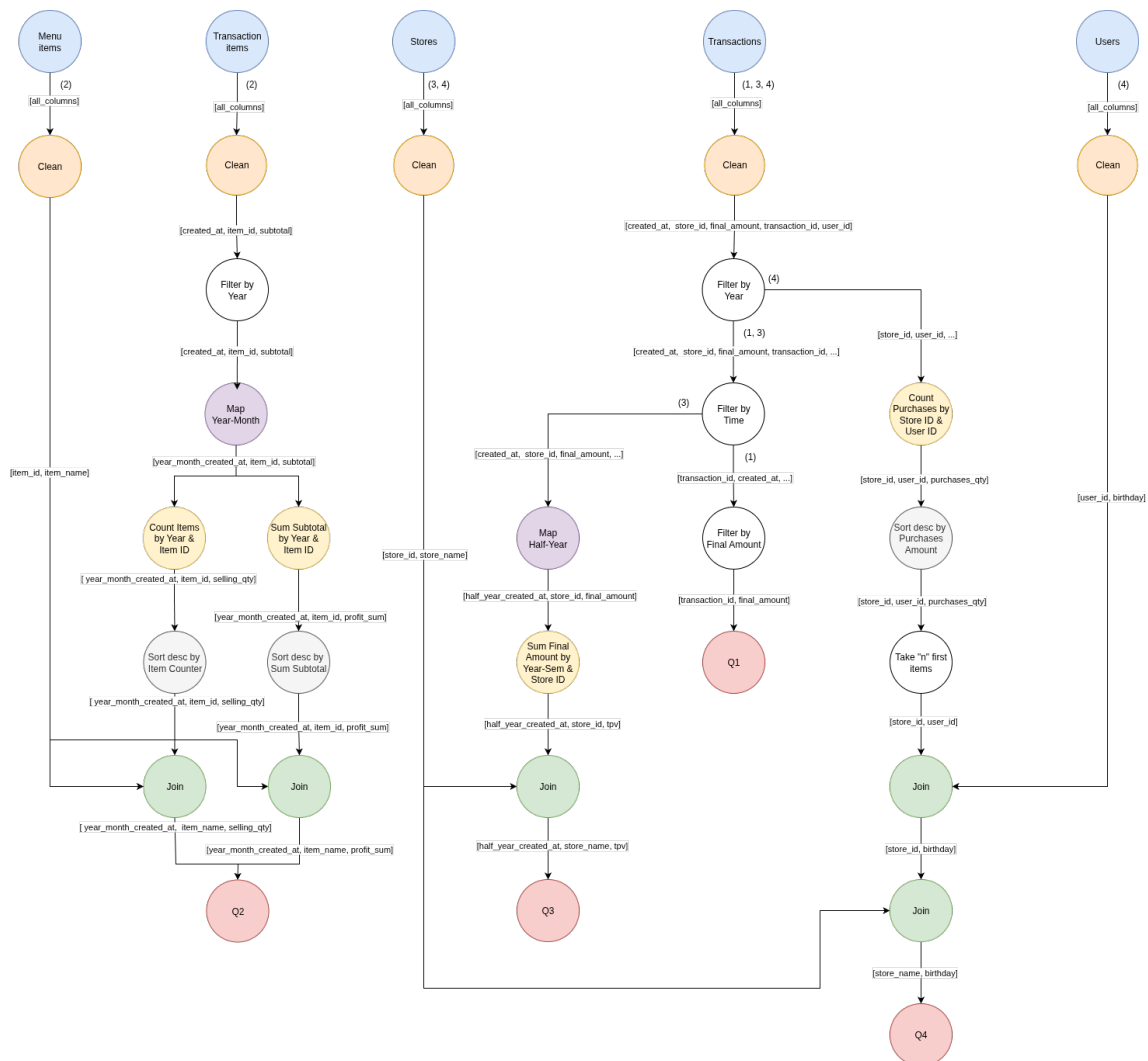 Menu
items
Transaction
items
Stores
Transactions
Users
(2)
(2)
(3, 4)
(1, 3, 4)
(4)
[all_columns]
[all_columns]
[all_columns]
[all_columns]
[all_columns]
Clean
Clean
Clean
Clean
Clean
[created_at, item_id, subtotal]
[created_at,  store_id, final_amount, transaction_id, user_id]
Filter by
Year
Filter by
Year
(4)
(1, 3)
[store_id, user_id, ...]
[created_at, item_id, subtotal]
[created_at,  store_id, final_amount, transaction_id, ...]
Map
Year-Month
(3)
Filter by
Time
Count
Purchases by
Store ID &
User ID
[created_at,  store_id, final_amount, ...]
(1)
[year_month_created_at, item_id, subtotal]
[item_id, item_name]
[transaction_id, created_at, ...]
[store_id, user_id, purchases_qty]
[user_id, birthday]
Count Items
by Year &
Item ID
Sum Subtotal
by Year &
Item ID
Map
Half-Year
Filter by
Final Amount
Sort desc by
Purchases
Amount
[store_id, store_name]
[ year_month_created_at, item_id, selling_qty]
[half_year_created_at, store_id, final_amount]
[transaction_id, final_amount]
[store_id, user_id, purchases_qty]
[year_month_created_at, item_id, profit_sum]
Sort desc by
Item Counter
Sort desc by
Sum Subtotal
Sum Final
Amount by
Year-Sem &
Store ID
Q1
Take "n" first
items
[ year_month_created_at, item_id, selling_qty]
[year_month_created_at, item_id, profit_sum]
[half_year_created_at, store_id, tpv]
[store_id, user_id]
Join
Join
Join
Join
[ year_month_created_at,  item_name, selling_qty]
[year_month_created_at, item_name, profit_sum]
[half_year_created_at, store_name, tpv]
[store_id, birthday]
Q2
Q3
Join
[store_name, birthday]
Q4